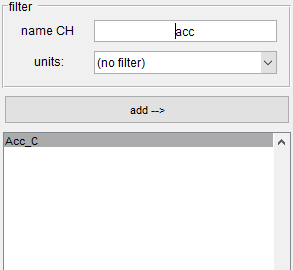 filter
name CH
acc
units:
(no filter)
add -->
Acc_C